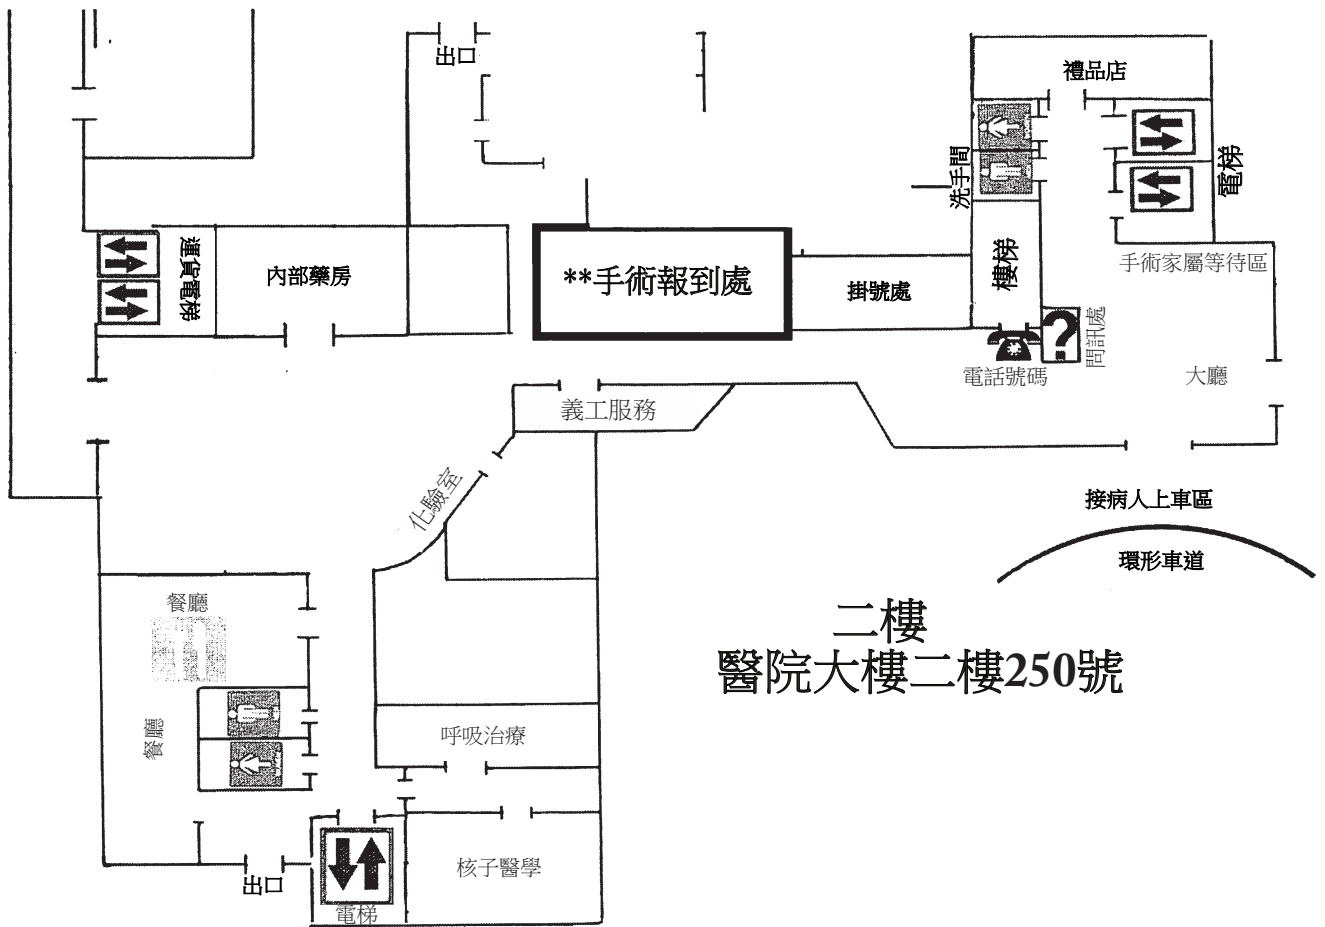 出口
禮品店
洗手間
電梯
運貨電梯
內部藥房
**手術報到處
掛號處
樓梯
手術家屬等待區
?
問訊處
電話號碼
大廳
義工服務
化驗室
接病人上車區
環形車道
餐廳
二樓
醫院大樓二樓250號
餐廳
呼吸治療
核子醫學
出口
電梯